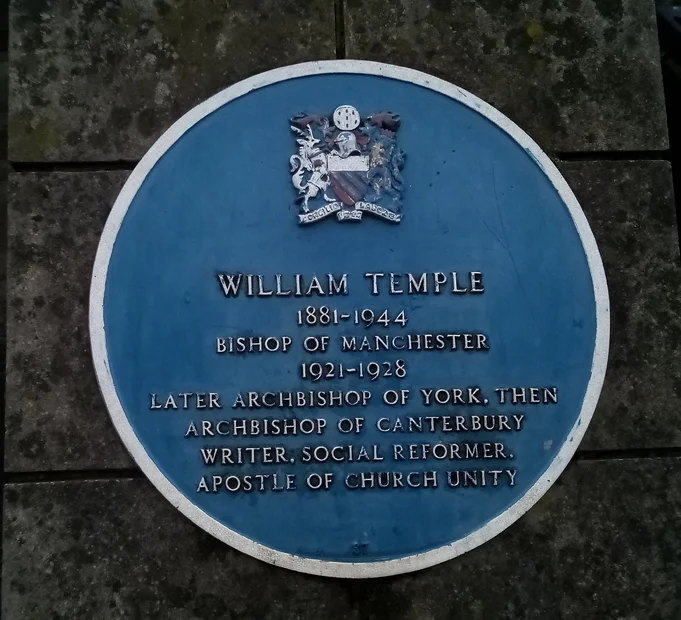 WILLIAM TEMPLE
1881-1944
BISHOP OF MANCHESTER
1921-1928
LATER ARCHBISHOP OF YORK, THEN
ARCHBISHOP OF CANTERBURY
WRITER, SOCIAL REFORMER,
APOSTLE OF CHURCH UNITY